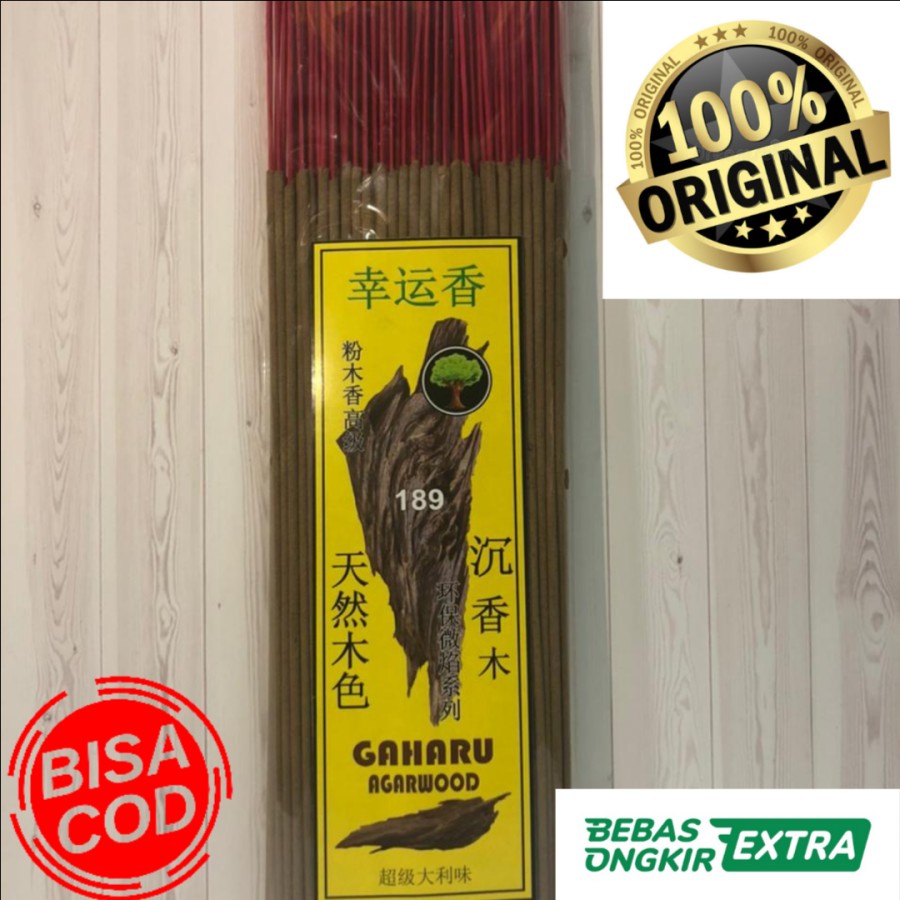 100% ORIGINAL
100% ORIGINAL
100% ORIGINAL
100%
ORIGINAL
幸运香
粉木香高级
189
沉香木
天然木色
环保微焰系列
GAHARU
AGARWOOD
超级大利味
BISA
COD
BEBAS
ONGKIR EXTRA